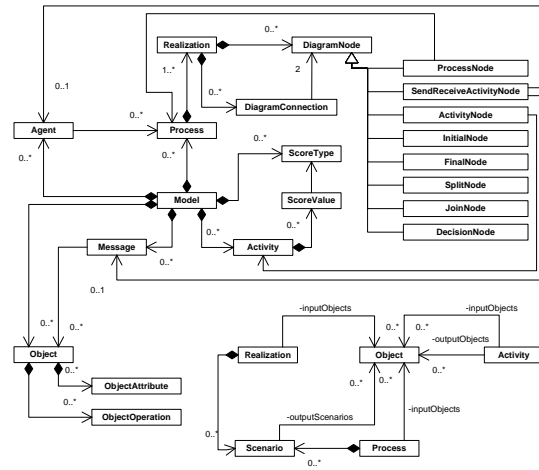 Realization
0..*
DiagramNode
ProcessNode
1..*
0..*
2
SendReceiveActivityNode
0..1
DiagramConnection
ActivityNode
Agent
0..*
Process
InitialNode
0..*
0..*
ScoreType
FinalNode
Model
ScoreValue
SplitNode
JoinNode
Message
0..*
0..*
Activity
0..*
DecisionNode
0..1
-inputObjects
-inputObjects
0..*
0..*
0..*
0..*
-outputObjects
Object
Realization
Object
Activity
0..*
0..*
ObjectAttribute
0..*
0..*
0..*
0..*
ObjectOperation
-outputScenarios
-inputObjects
0..*
Scenario
Process
0..*